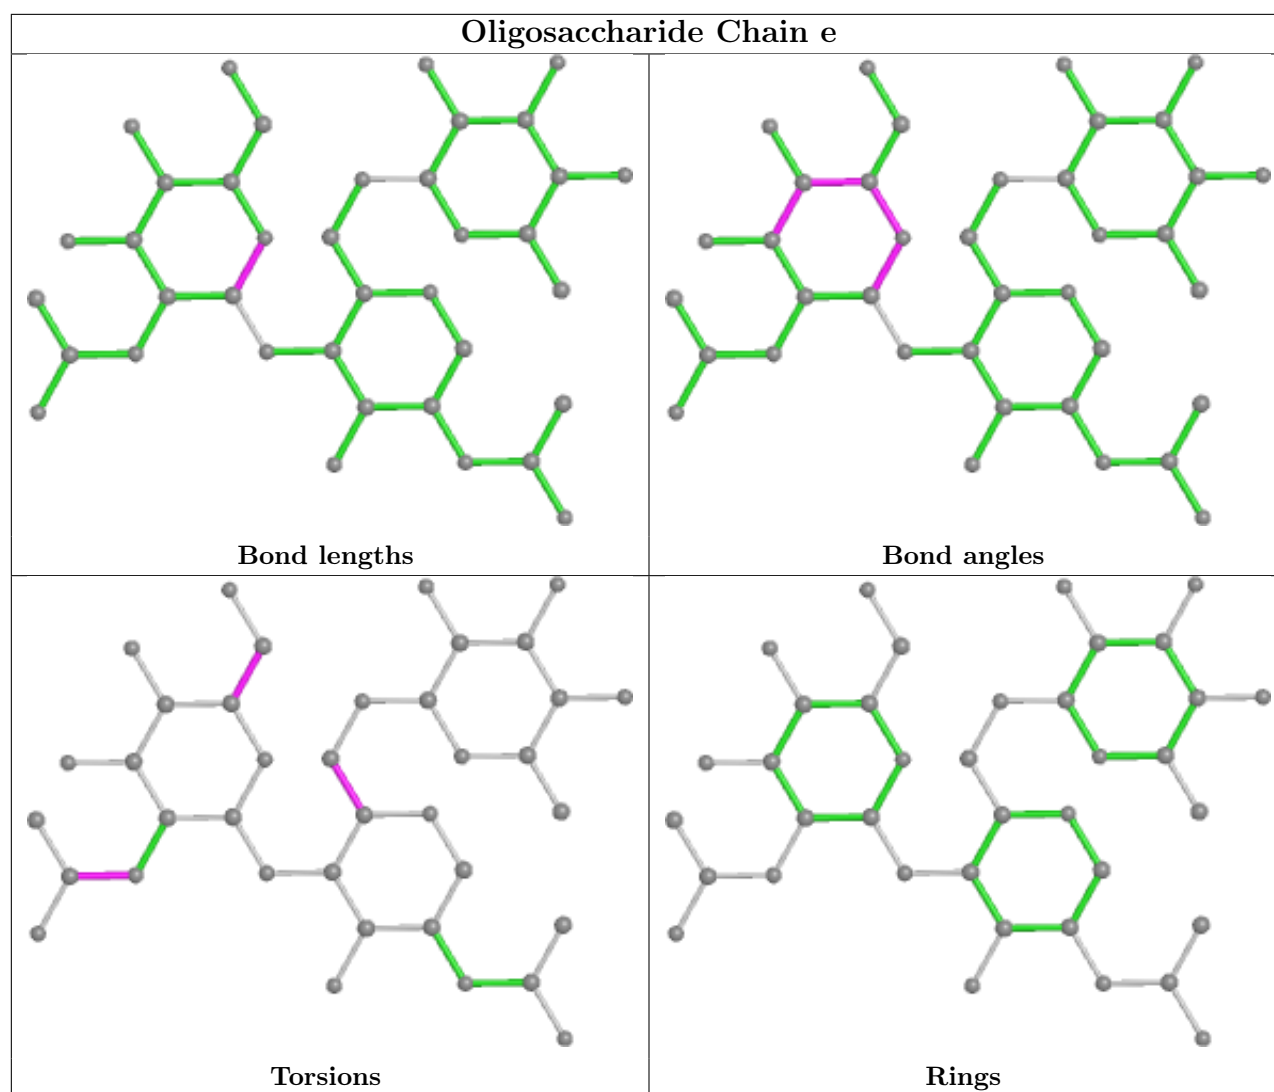 Oligosaccharide Chain e
Bond lengths
Bond angles
Torsions
Rings